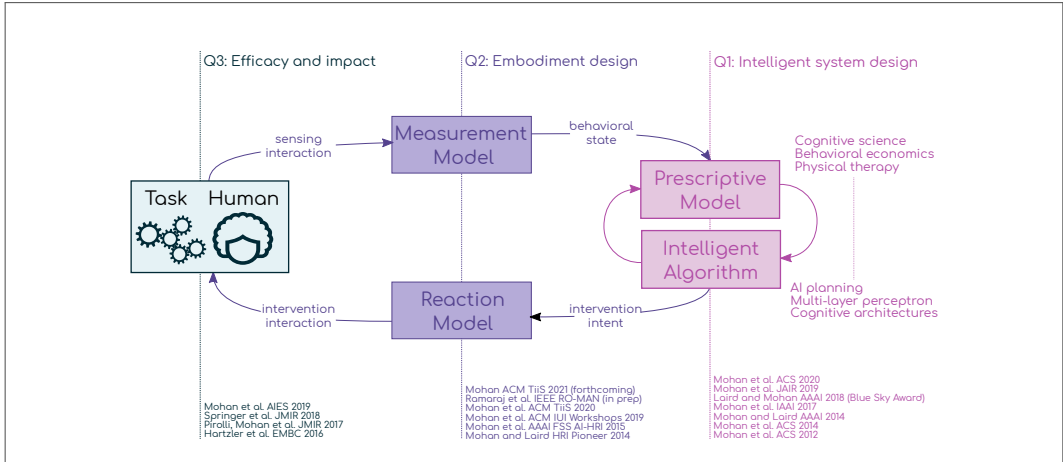 Q3: Efficacy and impact
Q2: Embodiment design
Q1: Intelligent system design
sensing
interaction
Measurement
Model
behavioral
state
Cognitive science
Behavioral economics
Physical therapy
Task
Human
Prescriptive
Model
Intelligent
Algorithm
intervention
interaction
Reaction
Model
intervention
intent
AI planning
Multi-layer perceptron
Cognitive architectures
Mohan et al. AIES 2019
Springer et al. JMIR 2018
Pirolli, Mohan et al. JMIR 2017
Hartzler et al. EMBC 2016
Mohan ACM TiiS 2021 (forthcoming)
Ramaraj et al. IEEE RO-MAN (in prep)
Mohan et al. ACM TiiS 2020
Mohan et al. ACM IUI Workshops 2019
Mohan et al. AAAI FSS AI-HRI 2015
Mohan and Laird HRI Pioneer 2014
Mohan et al. ACS 2020
Mohan et al. JAIR 2019
Laird and Mohan AAAI 2018 (Blue Sky Award)
Mohan et al. IAAI 2017
Mohan and Laird AAAI 2014
Mohan et al. ACS 2014
Mohan et al. ACS 2012